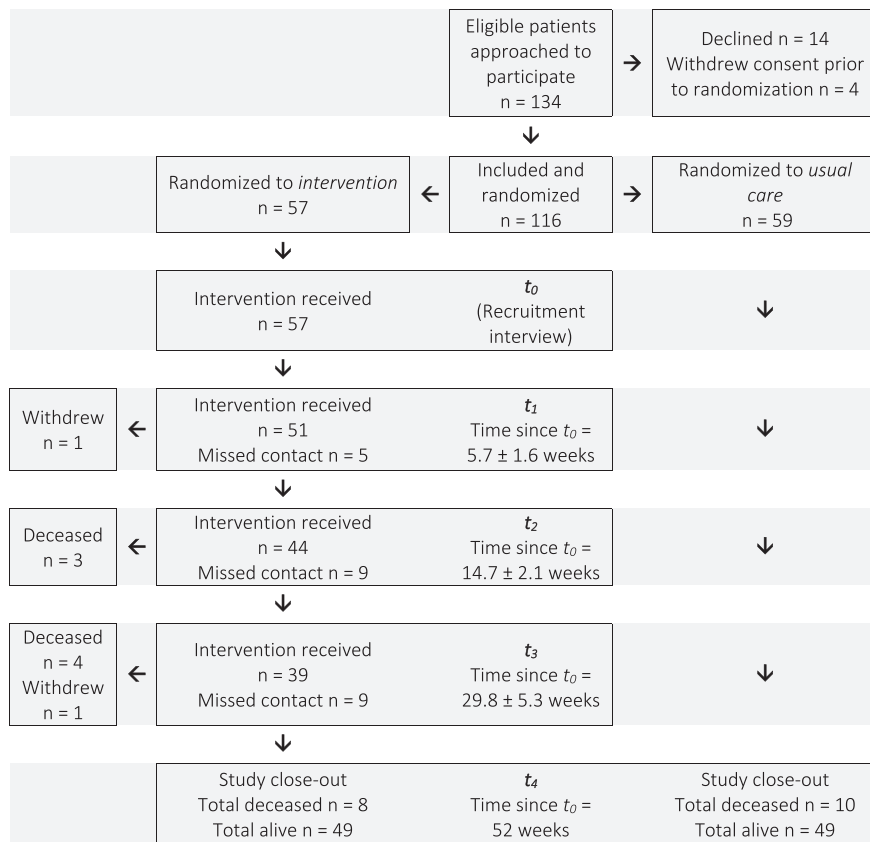 Eligible patients
approached to
participate
n = 134
→
Declined n = 14
Withdrew consent prior
to randomization n = 4
↓
Randomized to intervention
n = 57
←
Included and
randomized
n = 116
→
Randomized to usual
care
n = 59
↓
Intervention received
n = 57
t₀
(Recruitment
interview)
↓
↓
Withdrew
n = 1
←
Intervention received
n = 51
Missed contact n = 5
t₁
Time since t₀ =
5.7 ± 1.6 weeks
↓
↓
Deceased
n = 3
←
Intervention received
n = 44
Missed contact n = 9
t₂
Time since t₀ =
14.7 ± 2.1 weeks
↓
↓
Deceased
n = 4
Withdrew
n = 1
←
Intervention received
n = 39
Missed contact n = 9
t₃
Time since t₀ =
29.8 ± 5.3 weeks
↓
↓
Study close-out
Total deceased n = 8
Total alive n = 49
t₄
Time since t₀ =
52 weeks
Study close-out
Total deceased n = 10
Total alive n = 49